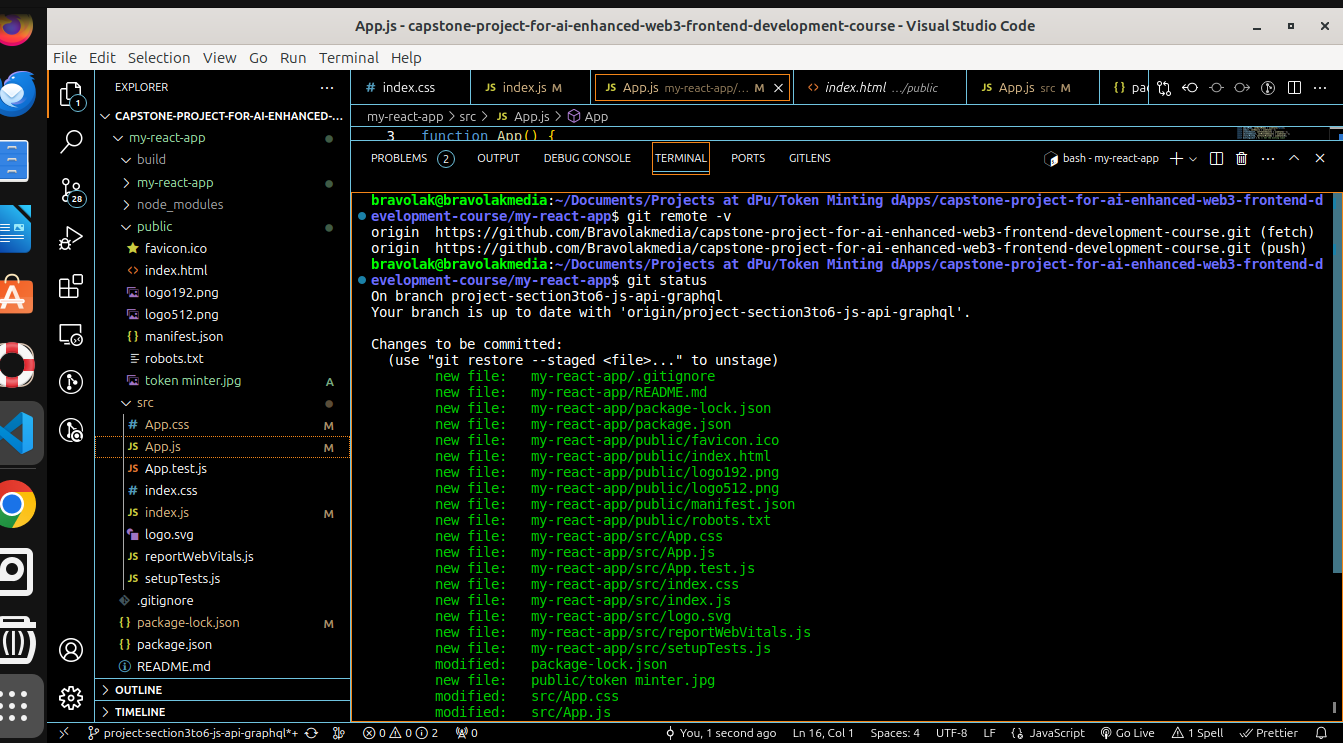 App.js - capstone-project-for-ai-enhanced-web3-frontend-development-course - Visual Studio Code
File Edit Selection View Go Run Terminal Help
EXPLORER
# index.css
JS index.js M
JS App.js my-react-app/... M
<> index.html .../public
JS App.js src M
{} pac
my-react-app > src > JS App.js > App
3 function App() {
1
28
CAPSTONE-PROJECT-FOR-AI-ENHANCED-...
my-react-app
build
my-react-app
node_modules
public
favicon.ico
<> index.html
logo192.png
logo512.png
{} manifest.json
robots.txt
token minter.jpg A
src
# App.css M
JS App.js M
JS App.test.js
# index.css
JS index.js M
logo.svg
JS reportWebVitals.js
JS setupTests.js
.gitignore
{} package-lock.json M
{} package.json
README.md
OUTLINE
TIMELINE
PROBLEMS 2 OUTPUT DEBUG CONSOLE TERMINAL PORTS GITLENS
bash - my-react-app
bravolak@bravolakmedia:~/Documents/Projects at dPu/Token Minting dApps/capstone-project-for-ai-enhanced-web3-frontend-d
evelopment-course/my-react-app$ git remote -v
origin https://github.com/Bravolakmedia/capstone-project-for-ai-enhanced-web3-frontend-development-course.git (fetch)
origin https://github.com/Bravolakmedia/capstone-project-for-ai-enhanced-web3-frontend-development-course.git (push)
bravolak@bravolakmedia:~/Documents/Projects at dPu/Token Minting dApps/capstone-project-for-ai-enhanced-web3-frontend-d
evelopment-course/my-react-app$ git status
On branch project-section3to6-js-api-graphql
Your branch is up to date with 'origin/project-section3to6-js-api-graphql'.
Changes to be committed:
(use "git restore --staged <file>..." to unstage)
new file: my-react-app/.gitignore
new file: my-react-app/README.md
new file: my-react-app/package-lock.json
new file: my-react-app/package.json
new file: my-react-app/public/favicon.ico
new file: my-react-app/public/index.html
new file: my-react-app/public/logo192.png
new file: my-react-app/public/logo512.png
new file: my-react-app/public/manifest.json
new file: my-react-app/public/robots.txt
new file: my-react-app/src/App.css
new file: my-react-app/src/App.js
new file: my-react-app/src/App.test.js
new file: my-react-app/src/index.css
new file: my-react-app/src/index.js
new file: my-react-app/src/logo.svg
new file: my-react-app/src/reportWebVitals.js
new file: my-react-app/src/setupTests.js
modified: package-lock.json
new file: public/token minter.jpg
modified: src/App.css
modified: src/App.js
project-section3to6-js-api-graphql*+ 0 0 2 0 You, 1 second ago Ln 16, Col 1 Spaces: 4 UTF-8 LF {} JavaScript Go Live 1 Spell Prettier